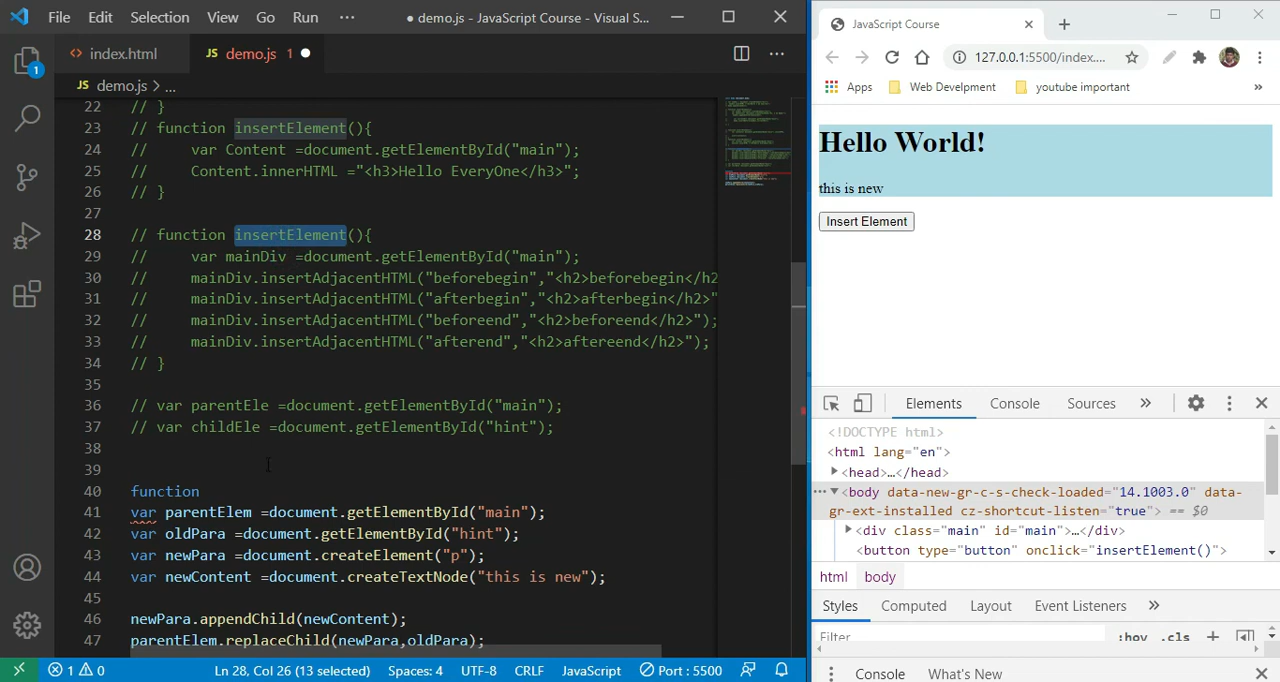 File Edit Selection View Go Run ··· ● demo.js - JavaScript Course - Visual S...
index.html JS demo.js 1 ●
JS demo.js > ...
1
22 // }
23 // function insertElement(){
24 //     var Content =document.getElementById("main");
25 //     Content.innerHTML ="<h3>Hello EveryOne</h3>";
26 // }
27
28 // function insertElement(){
29 //     var mainDiv =document.getElementById("main");
30 //     mainDiv.insertAdjacentHTML("beforebegin","<h2>beforebegin</h2
31 //     mainDiv.insertAdjacentHTML("afterbegin","<h2>afterbegin</h2>"
32 //     mainDiv.insertAdjacentHTML("beforeend","<h2>beforeend</h2>");
33 //     mainDiv.insertAdjacentHTML("afterend","<h2>aftereend</h2>");
34 // }
35
36 // var parentEle =document.getElementById("main");
37 // var childEle =document.getElementById("hint");
38
39
40 function
41 var parentElem =document.getElementById("main");
42 var oldPara =document.getElementById("hint");
43 var newPara =document.createElement("p");
44 var newContent =document.createTextNode("this is new");
45
46 newPara.appendChild(newContent);
47 parentElem.replaceChild(newPara,oldPara);
1 0 Ln 28, Col 26 (13 selected) Spaces: 4 UTF-8 CRLF JavaScript Port : 5500
JavaScript Course
127.0.0.1:5500/index....
Apps Web Develpment youtube important »
Hello World!
this is new
Insert Element
Elements Console Sources »
<!DOCTYPE html>
<html lang="en">
<head>…</head>
<body data-new-gr-c-s-check-loaded="14.1003.0" data-
gr-ext-installed cz-shortcut-listen="true"> == $0
<div class="main" id="main">…</div>
<button type="button" onclick="insertElement()">
html body
Styles Computed Layout Event Listeners »
Filter :hov .cls +
Console What's New